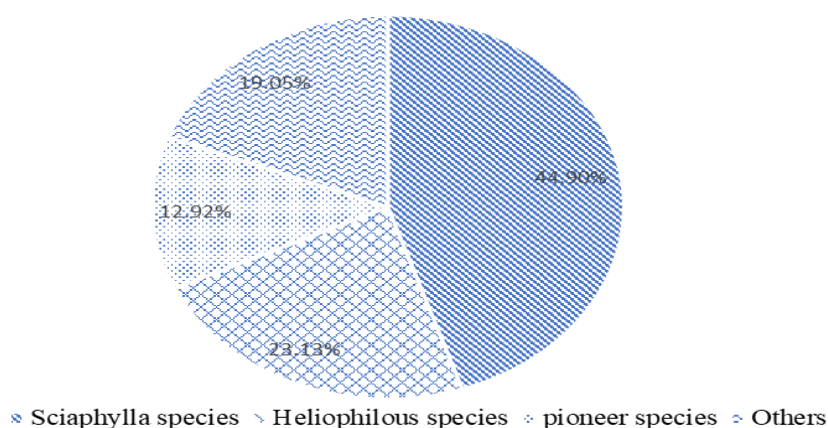 19.05%
44.90%
12.92%
23.13%
Sciaphylla species Heliophilous species pioneer species Others